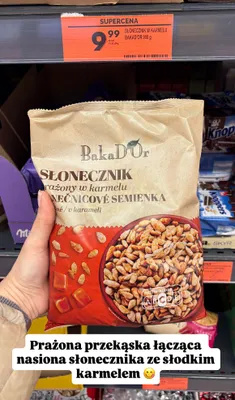 SUPERCENA
9 99
SŁONECZNIK W KARMELU
BakaD'Or
SŁONECZNIK
prażony w karmelu
SLNEČNICOVÉ SEMIENKA
v karameli
Knop
Prażona przekąska łącząca
nasiona słonecznika ze słodkim
karmelem 😋